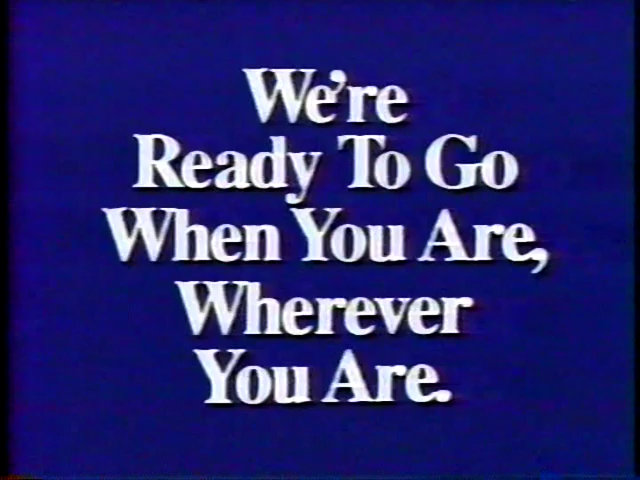 We're
Ready To Go
When You Are,
Wherever
You Are.